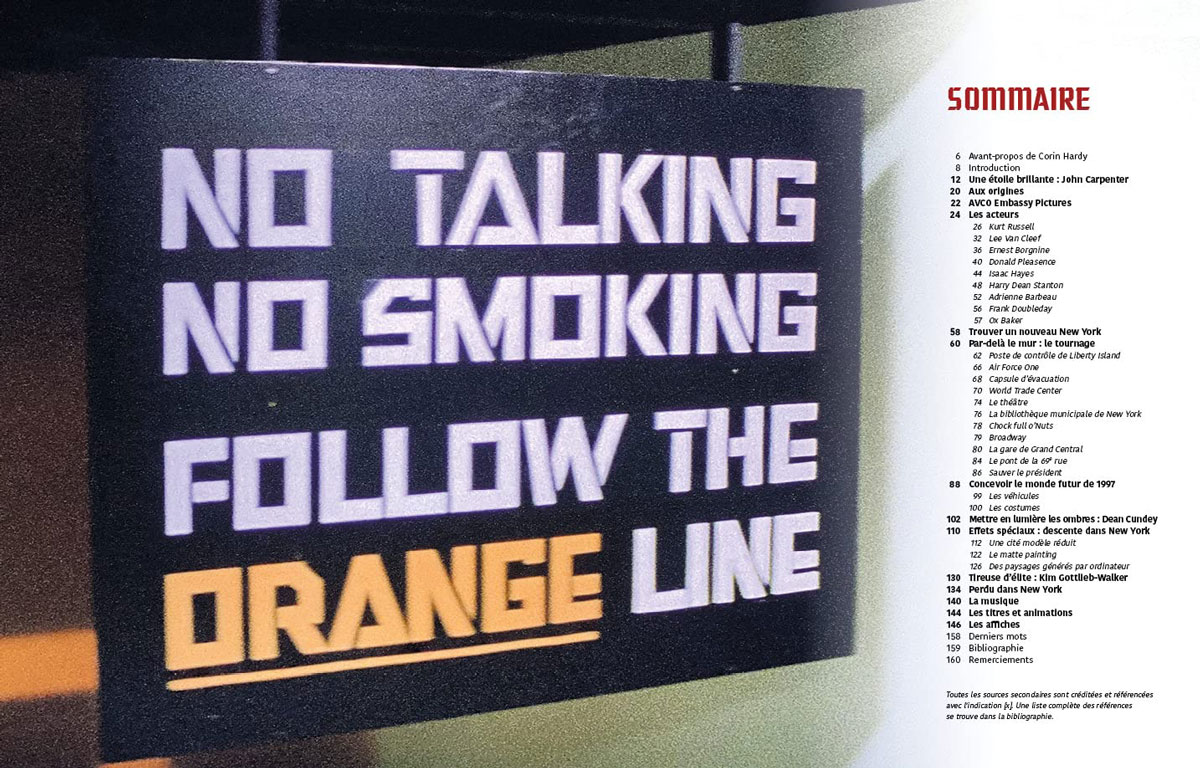 NO TALKING
NO SMOKING
FOLLOW THE
ORANGE LINE
SOMMAIRE
6 Avant-propos de Corin Hardy
8 Introduction
12 Une étoile brillante : John Carpenter
20 Aux origines
22 AVCO Embassy Pictures
24 Les acteurs
26 Kurt Russell
32 Lee Van Cleef
36 Ernest Borgnine
40 Donald Pleasence
44 Isaac Hayes
48 Harry Dean Stanton
52 Adrienne Barbeau
56 Frank Doubleday
57 Ox Baker
58 Trouver un nouveau New York
60 Par-delà le mur : le tournage
62 Poste de contrôle de Liberty Island
66 Air Force One
68 Capsule d'évacuation
70 World Trade Center
74 Le théâtre
76 La bibliothèque municipale de New York
78 Chock full o'Nuts
79 Broadway
80 La gare de Grand Central
84 Le pont de la 69e rue
86 Sauver le président
88 Concevoir le monde futur de 1997
99 Les véhicules
100 Les costumes
102 Mettre en lumière les ombres : Dean Cundey
110 Effets spéciaux : descente dans New York
112 Une cité modèle réduit
122 Le matte painting
126 Des paysages générés par ordinateur
130 Tireuse d'élite : Kim Gottlieb-Walker
134 Perdu dans New York
140 La musique
144 Les titres et animations
146 Les affiches
158 Derniers mots
159 Bibliographie
160 Remerciements
Toutes les sources secondaires sont créditées et référencées
avec l'indication [x]. Une liste complète des références
se trouve dans la bibliographie.